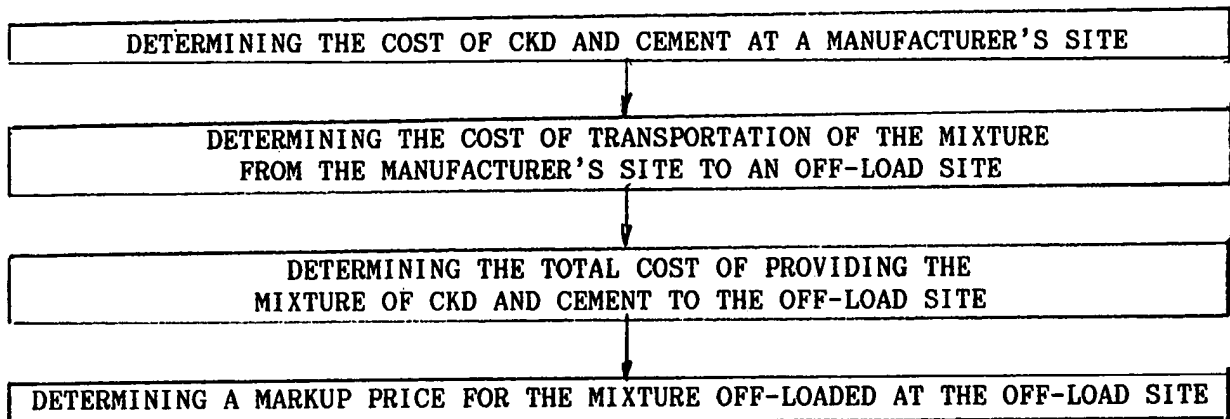 DETERMINING THE COST OF CKD AND CEMENT AT A MANUFACTURER'S SITE
DETERMINING THE COST OF TRANSPORTATION OF THE MIXTURE
FROM THE MANUFACTURER'S SITE TO AN OFF-LOAD SITE
DETERMINING THE TOTAL COST OF PROVIDING THE
MIXTURE OF CKD AND CEMENT TO THE OFF-LOAD SITE
DETERMINING A MARKUP PRICE FOR THE MIXTURE OFF-LOADED AT THE OFF-LOAD SITE